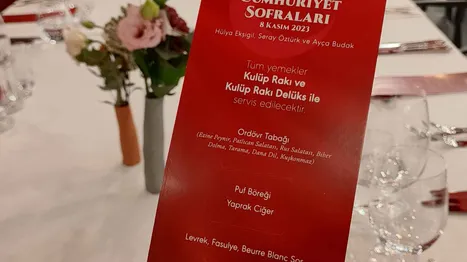 CUMHURİYET
SOFRALARI
8 KASIM 2023
Hülya Ekşigil, Seray Öztürk ve Ayça Budak
Tüm yemekler
Kulüp Rakı ve
Kulüp Rakı Delüks ile
servis edilecektir.
Ordövr Tabağı
(Ezine Peynir, Patlıcan Salatası, Rus Salatası, Biber
Dolma, Tarama, Dana Dil, Kuşkonmaz)
Puf Böreği
Yaprak Ciğer
Levrek, Fasulye, Beurre Blanc Sos